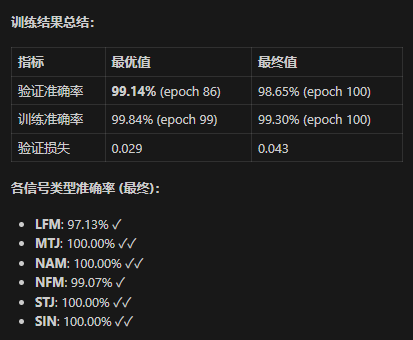 训练结果总结：
指标 最优值 最终值
验证准确率 99.14% (epoch 86) 98.65% (epoch 100)
训练准确率 99.84% (epoch 99) 99.30% (epoch 100)
验证损失 0.029 0.043
各信号类型准确率 (最终)：
• LFM: 97.13% ✓
• MTJ: 100.00% ✓✓
• NAM: 100.00% ✓✓
• NFM: 99.07% ✓
• STJ: 100.00% ✓✓
• SIN: 100.00% ✓✓